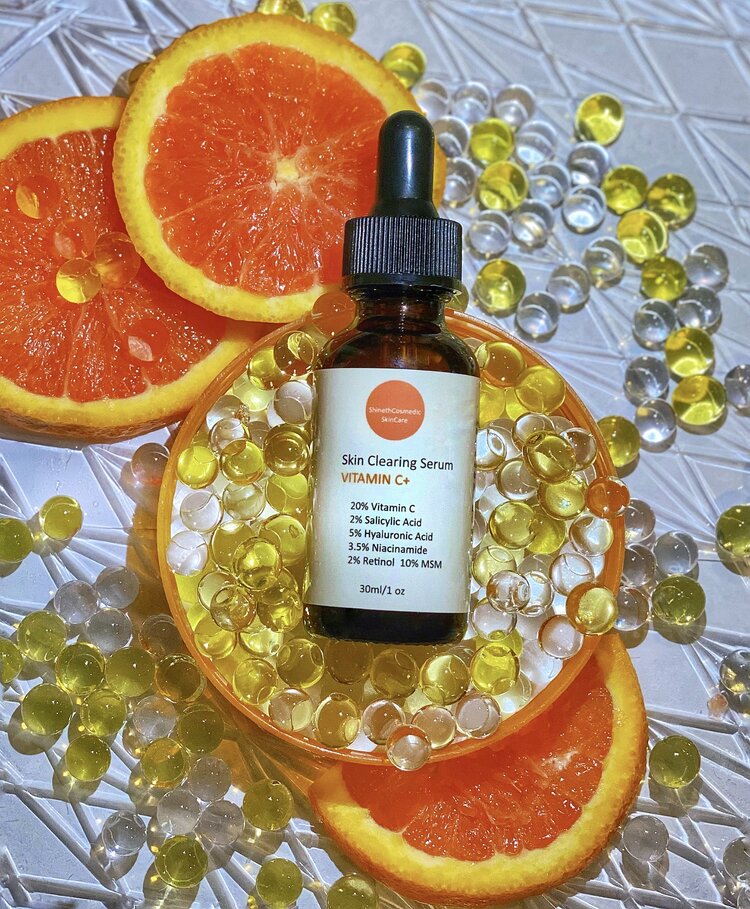 ShinethCosmedic
SkinCare
Skin Clearing Serum
VITAMIN C+
20% Vitamin C
2% Salicylic Acid
5% Hyaluronic Acid
3.5% Niacinamide
2% Retinol 10% MSM
30ml/1 oz